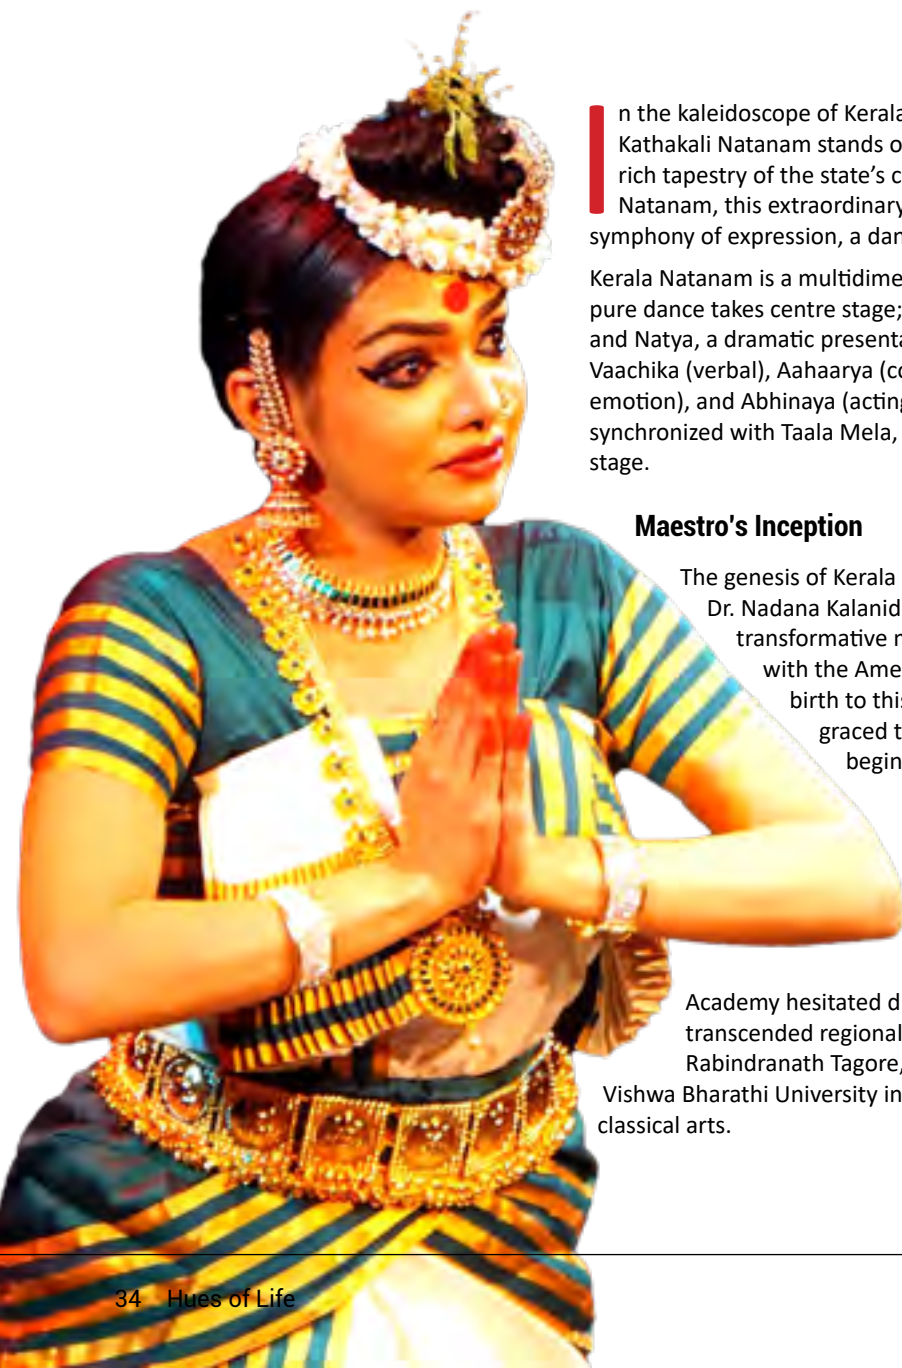 In the kaleidoscope of Kerala
Kathakali Natanam stands o
rich tapestry of the state's c
Natanam, this extraordinary
symphony of expression, a dan
Kerala Natanam is a multidime
pure dance takes centre stage;
and Natya, a dramatic presenta
Vaachika (verbal), Aahaarya (co
emotion), and Abhinaya (acting
synchronized with Taala Mela,
stage.
Maestro's Inception
The genesis of Kerala
Dr. Nadana Kalanid
transformative n
with the Ame
birth to this
graced t
begin
Academy hesitated d
transcended regional
Rabindranath Tagore,
Vishwa Bharathi University in
classical arts.
34 Hues of Life